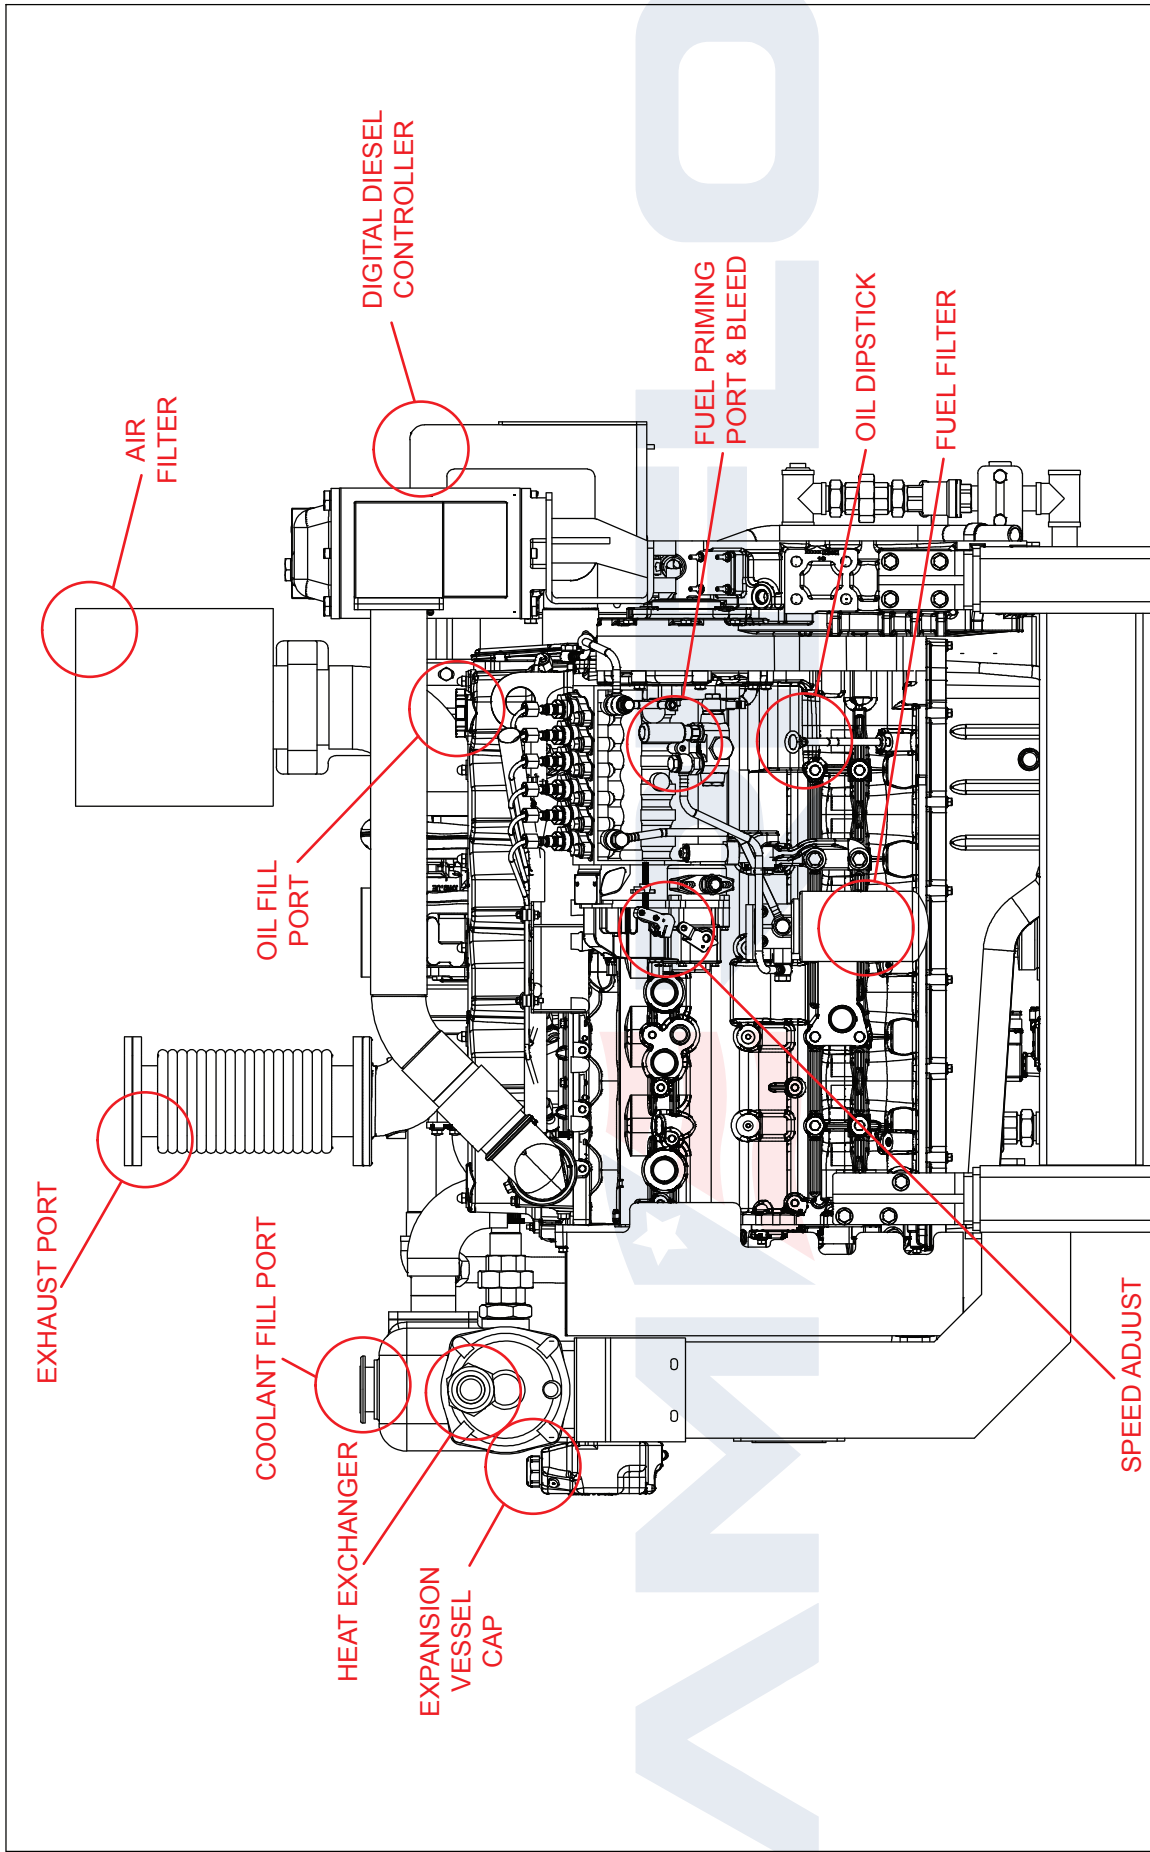 EXHAUST PORT
COOLANT FILL PORT
HEAT EXCHANGER
EXPANSION
VESSEL
CAP
AIR
FILTER
OIL FILL
PORT
DIGITAL DIESEL
CONTROLLER
FUEL PRIMING
PORT & BLEED
OIL DIPSTICK
FUEL FILTER
SPEED ADJUST